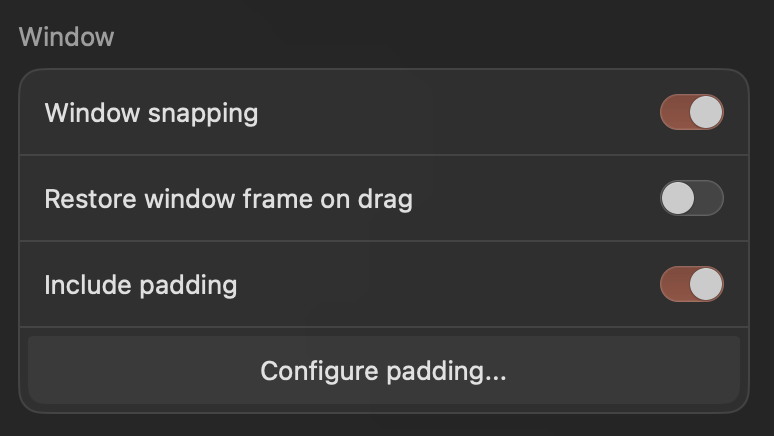 Window
Window snapping
Restore window frame on drag
Include padding
Configure padding...